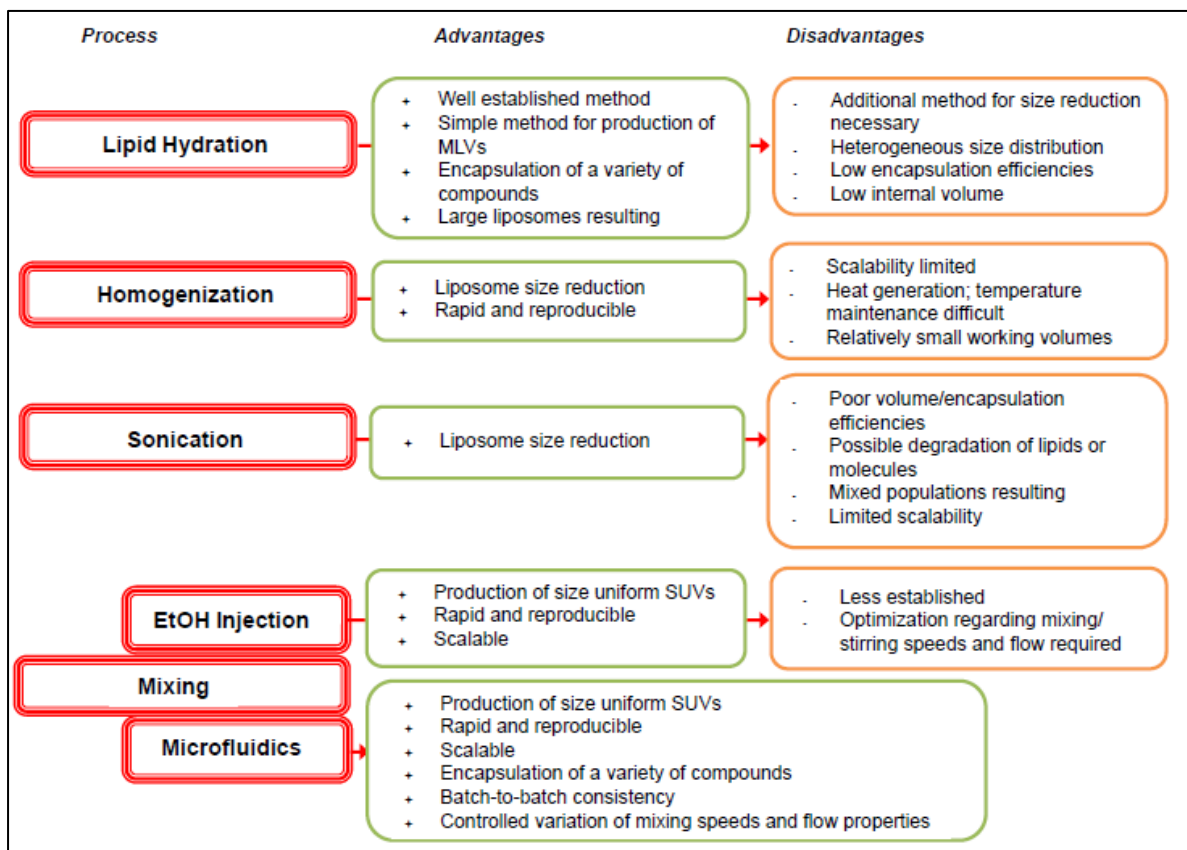 Process Advantages Disadvantages
Lipid Hydration
+ Well established method
+ Simple method for production of
MLVs
+ Encapsulation of a variety of
compounds
+ Large liposomes resulting
- Additional method for size reduction
necessary
- Heterogeneous size distribution
- Low encapsulation efficiencies
- Low internal volume
Homogenization
+ Liposome size reduction
+ Rapid and reproducible
- Scalability limited
- Heat generation; temperature
maintenance difficult
- Relatively small working volumes
Sonication
+ Liposome size reduction
- Poor volume/encapsulation
efficiencies
- Possible degradation of lipids or
molecules
- Mixed populations resulting
- Limited scalability
EtOH Injection
+ Production of size uniform SUVs
+ Rapid and reproducible
+ Scalable
- Less established
- Optimization regarding mixing/
stirring speeds and flow required
Mixing
Microfluidics
+ Production of size uniform SUVs
+ Rapid and reproducible
+ Scalable
+ Encapsulation of a variety of compounds
+ Batch-to-batch consistency
+ Controlled variation of mixing speeds and flow properties